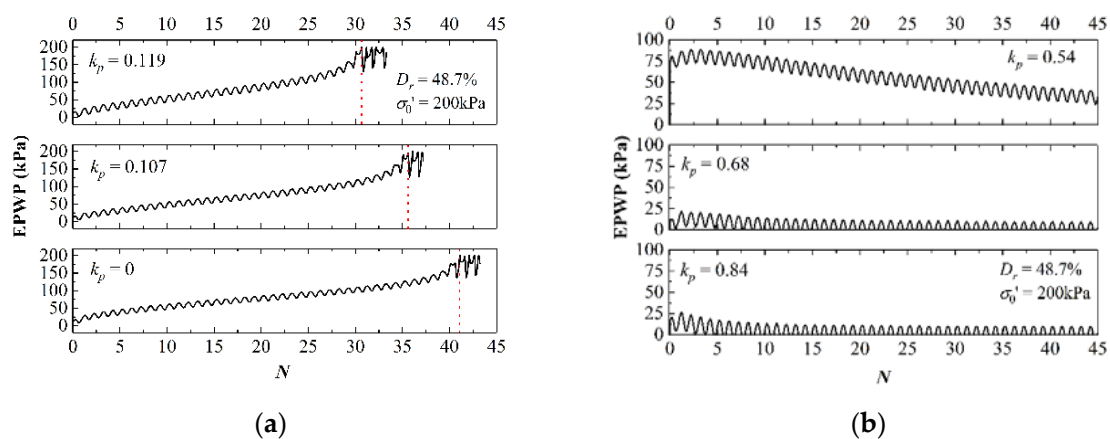 0 5 10 15 20 25 30 35 40 45
200
150
100
50
0
k_p = 0.119
D_r = 48.7%
σ_0' = 200kPa
200
150
100
50
0
k_p = 0.107
200
150
100
50
0
k_p = 0
EPWP (kPa)
0 5 10 15 20 25 30 35 40 45
N
(a)
0 5 10 15 20 25 30 35 40 45
100
75
50
25
0
k_p = 0.54
100
75
50
25
0
k_p = 0.68
100
75
50
25
0
k_p = 0.84
D_r = 48.7%
σ_0' = 200kPa
EPWP (kPa)
0 5 10 15 20 25 30 35 40 45
N
(b)